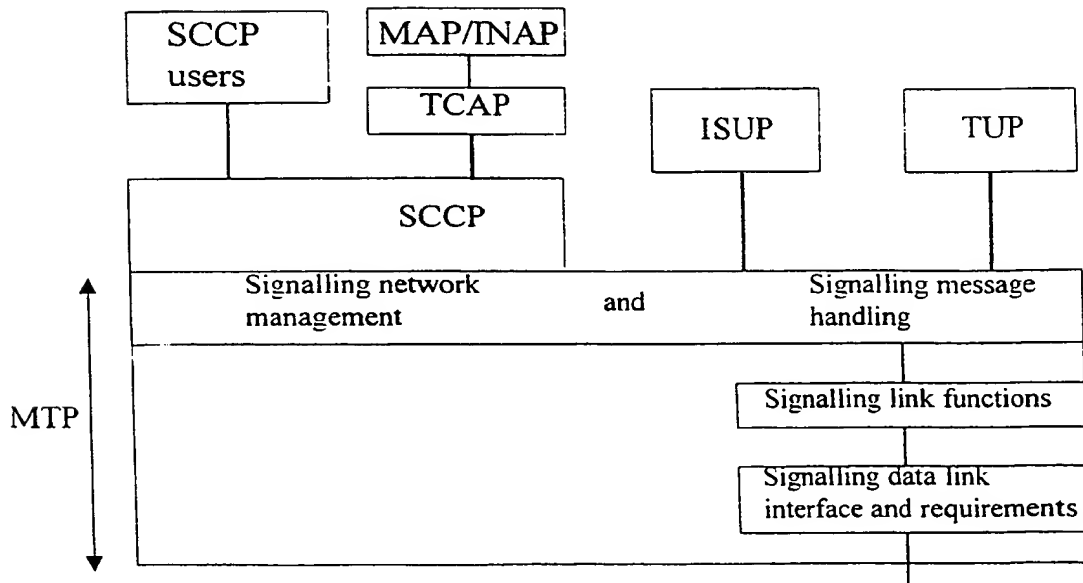 SCCP
users
MAP/INAP
TCAP
ISUP
TUP
SCCP
Signalling network
management
and
Signalling message
handling
MTP
Signalling link functions
Signalling data link
interface and requirements